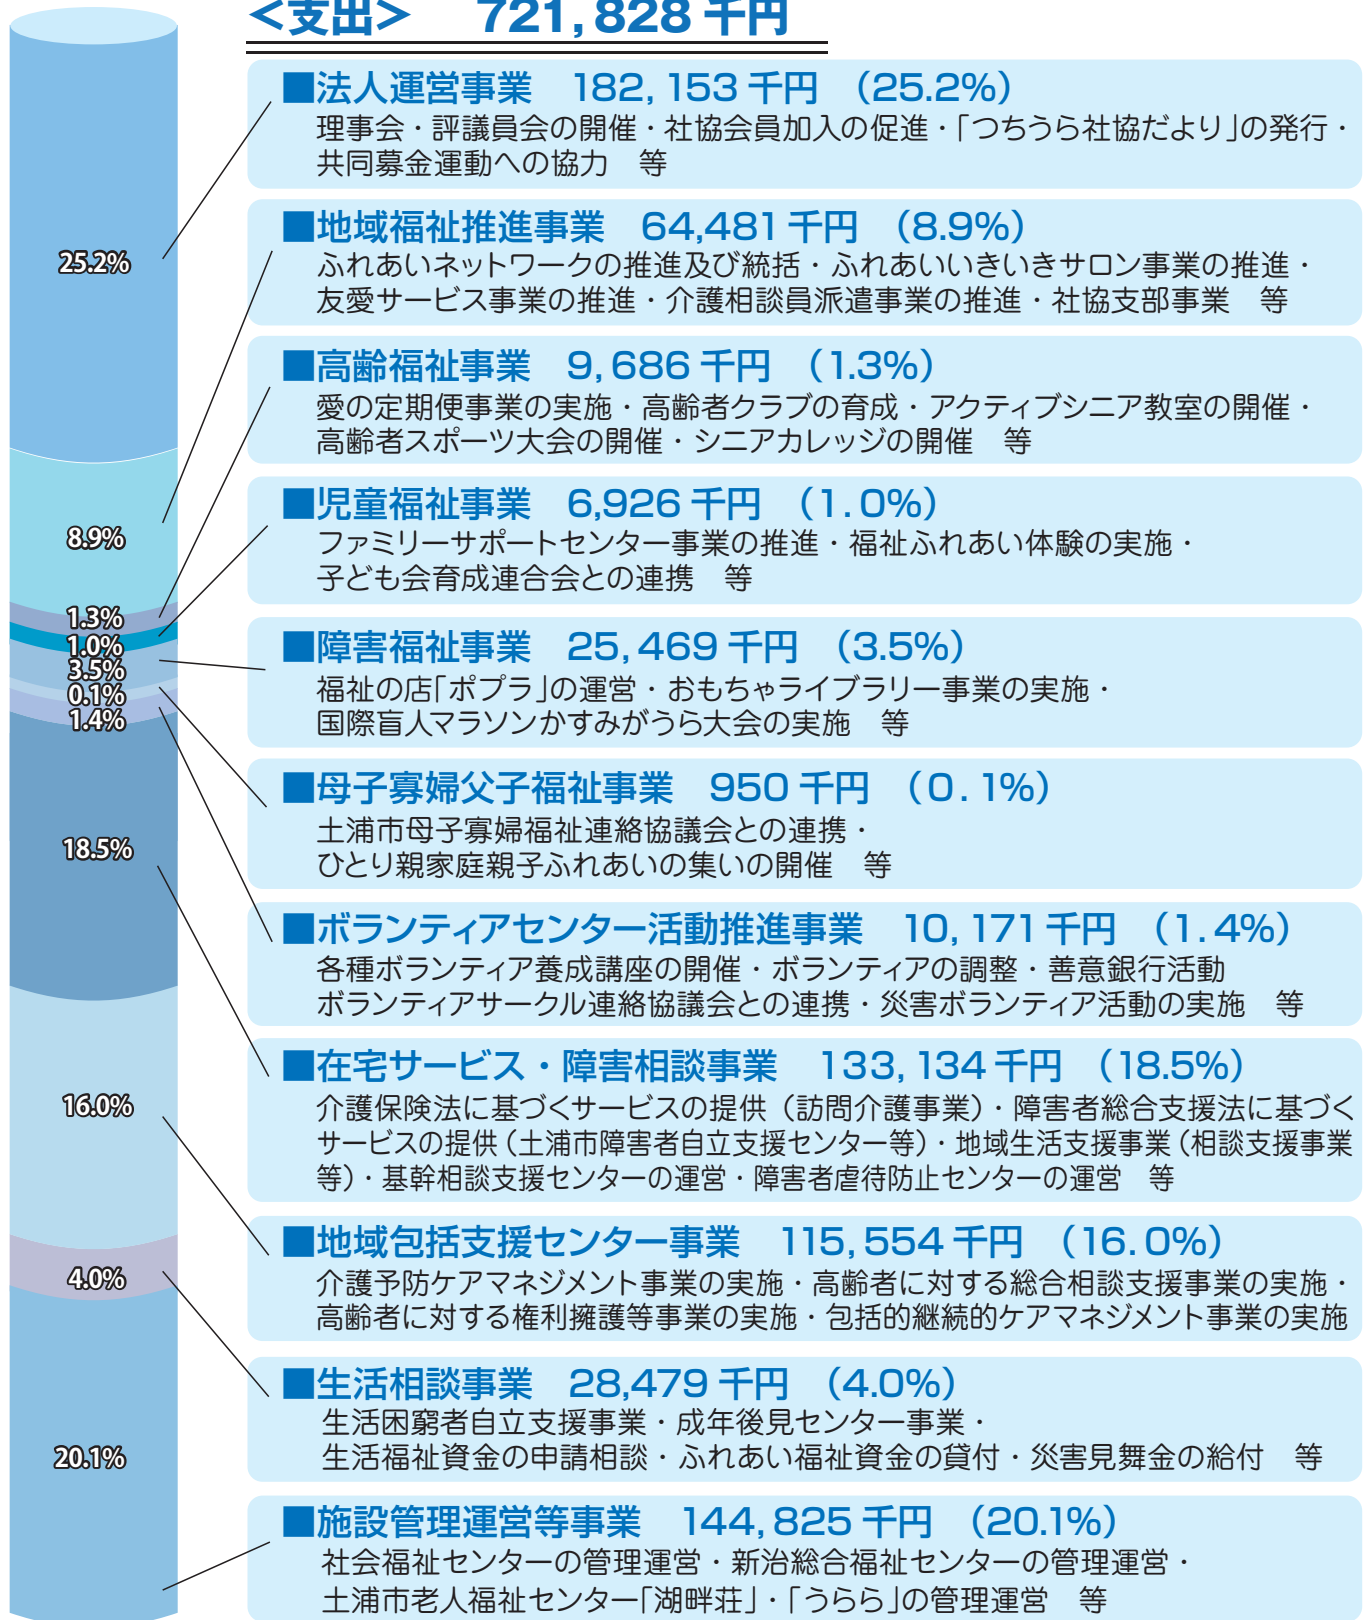 ＜支出＞　721,828 千円
■法人運営事業　182,153 千円　（25.2%）
理事会・評議員会の開催・社協会員加入の促進・「つちうら社協だより」の発行・
共同募金運動への協力　等
25.2%
■地域福祉推進事業　64,481 千円　（8.9%）
ふれあいネットワークの推進及び統括・ふれあいいきいきサロン事業の推進・
友愛サービス事業の推進・介護相談員派遣事業の推進・社協支部事業　等
■高齢福祉事業　9,686 千円　（1.3%）
愛の定期便事業の実施・高齢者クラブの育成・アクティブシニア教室の開催・
高齢者スポーツ大会の開催・シニアカレッジの開催　等
8.9%
■児童福祉事業　6,926 千円　（1.0%）
ファミリーサポートセンター事業の推進・福祉ふれあい体験の実施・
子ども会育成連合会との連携　等
1.3%
1.0%
3.5%
0.1%
1.4%
■障害福祉事業　25,469 千円　（3.5%）
福祉の店「ポプラ」の運営・おもちゃライブラリー事業の実施・
国際盲人マラソンかすみがうら大会の実施　等
■母子寡婦父子福祉事業　950 千円　（0.1%）
土浦市母子寡婦福祉連絡協議会との連携・
ひとり親家庭親子ふれあいの集いの開催　等
18.5%
■ボランティアセンター活動推進事業　10,171 千円　（1.4%）
各種ボランティア養成講座の開催・ボランティアの調整・善意銀行活動
ボランティアサークル連絡協議会との連携・災害ボランティア活動の実施　等
■在宅サービス・障害相談事業　133,134 千円　（18.5%）
介護保険法に基づくサービスの提供（訪問介護事業）・障害者総合支援法に基づく
サービスの提供（土浦市障害者自立支援センター等）・地域生活支援事業（相談支援事業
等）・基幹相談支援センターの運営・障害者虐待防止センターの運営　等
16.0%
■地域包括支援センター事業　115,554 千円　（16.0%）
介護予防ケアマネジメント事業の実施・高齢者に対する総合相談支援事業の実施・
高齢者に対する権利擁護等事業の実施・包括的継続的ケアマネジメント事業の実施
4.0%
■生活相談事業　28,479 千円　（4.0%）
生活困窮者自立支援事業・成年後見センター事業・
生活福祉資金の申請相談・ふれあい福祉資金の貸付・災害見舞金の給付　等
20.1%
■施設管理運営等事業　144,825 千円　（20.1%）
社会福祉センターの管理運営・新治総合福祉センターの管理運営・
土浦市老人福祉センター「湖畔荘」・「うらら」の管理運営　等